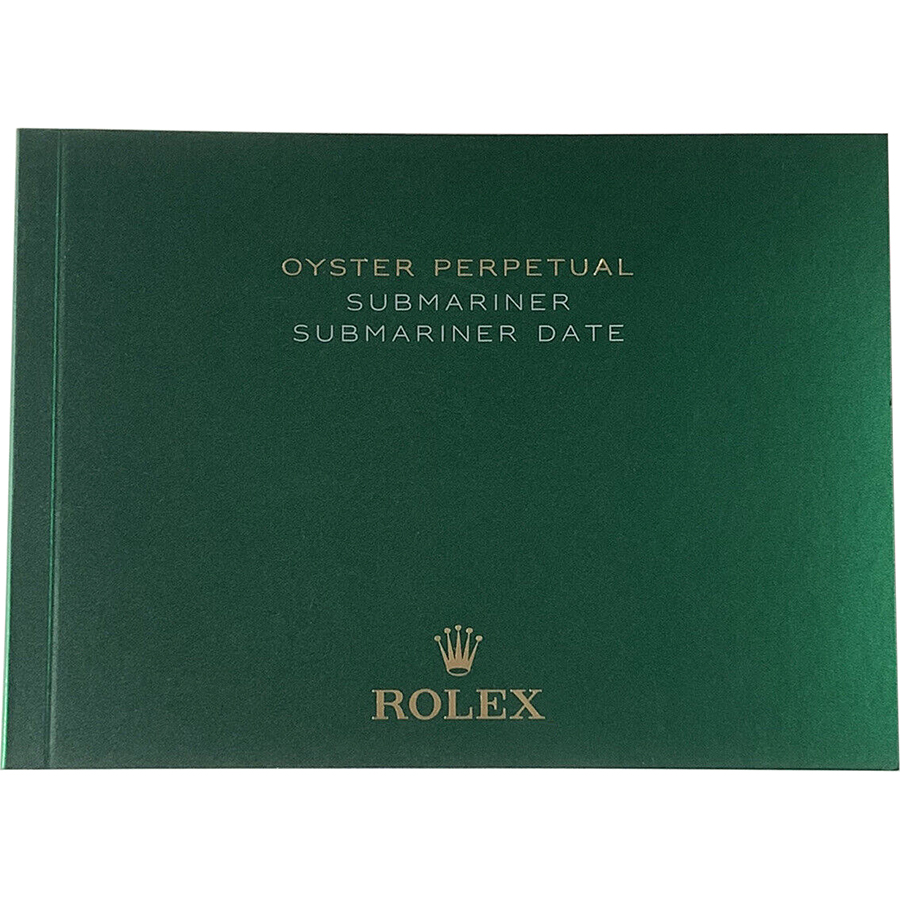 OYSTER PERPETUAL
SUBMARINER
SUBMARINER DATE
ROLEX